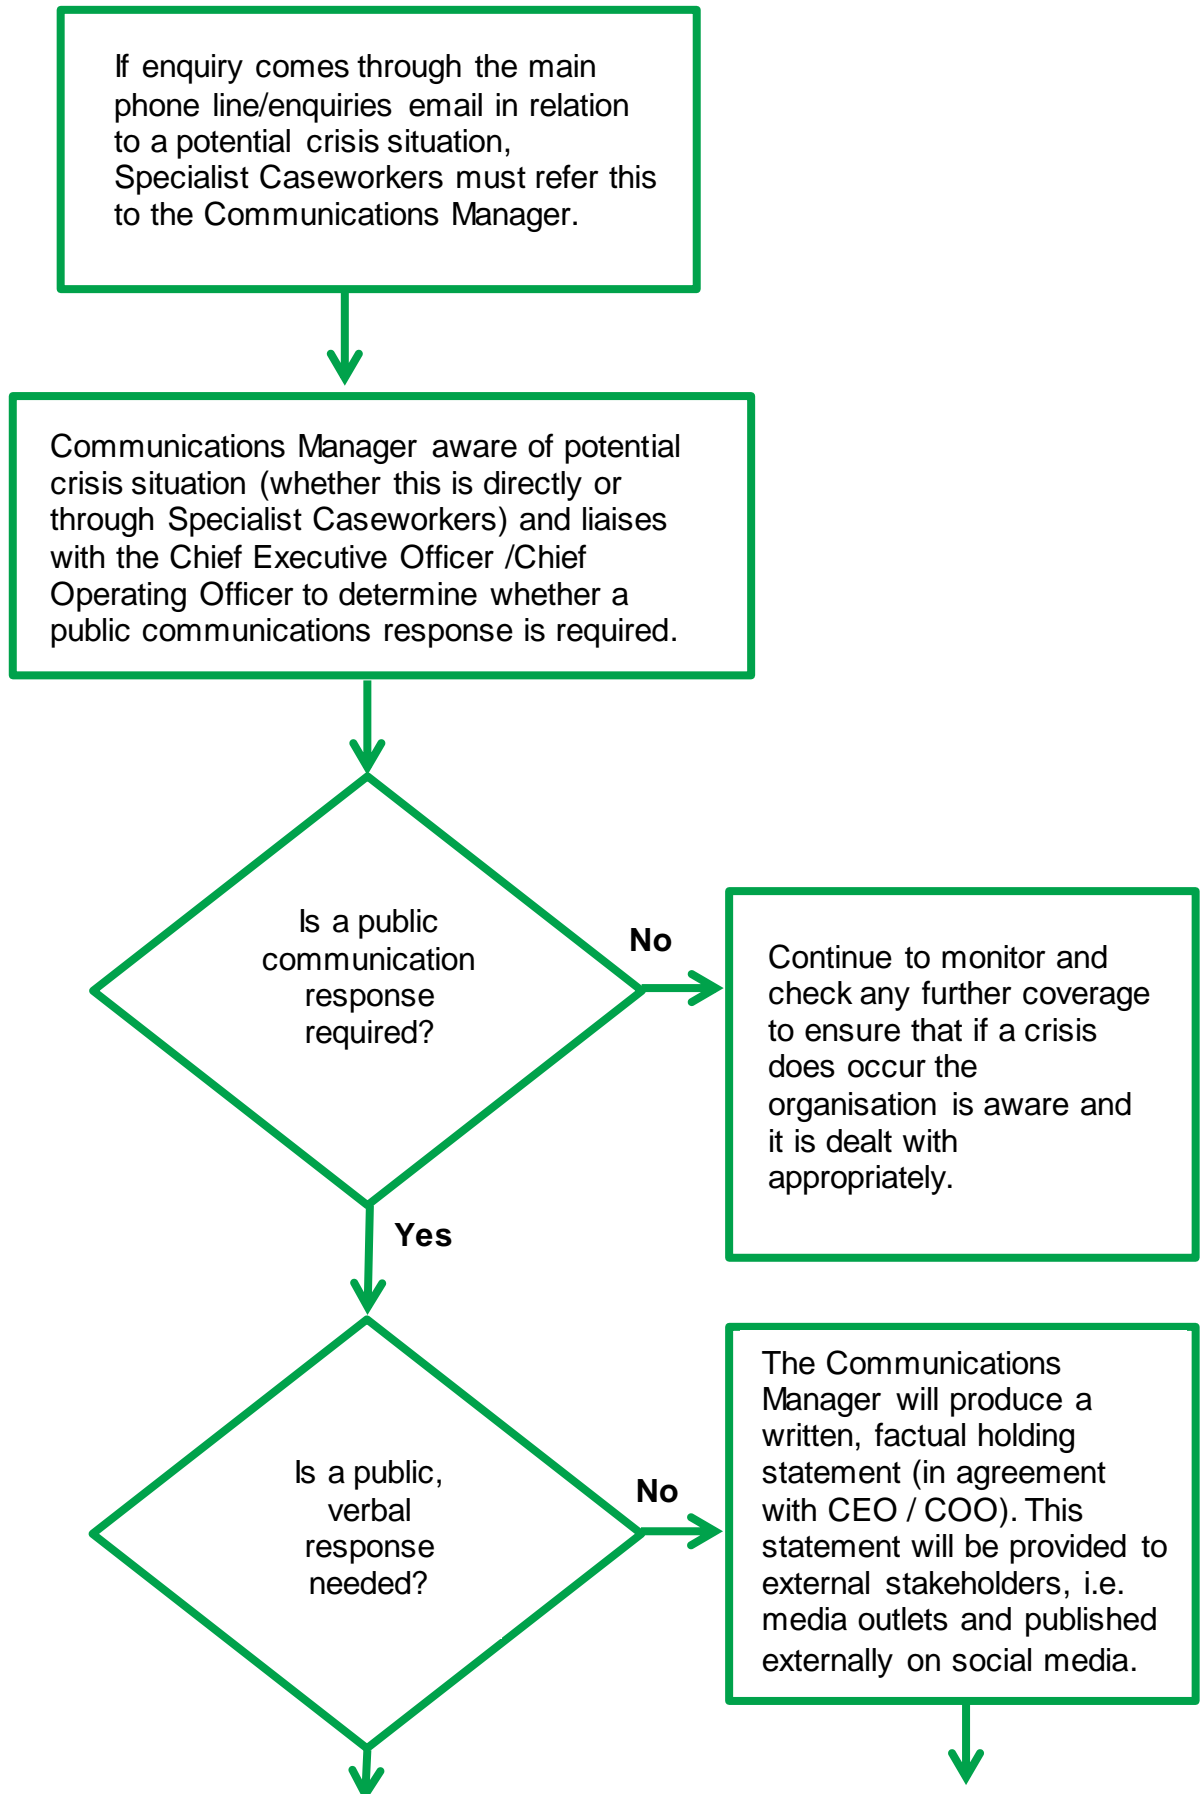 If enquiry comes through the main
phone line/enquiries email in relation
to a potential crisis situation,
Specialist Caseworkers must refer this
to the Communications Manager.
Communications Manager aware of potential
crisis situation (whether this is directly or
through Specialist Caseworkers) and liaises
with the Chief Executive Officer /Chief
Operating Officer to determine whether a
public communications response is required.
Is a public
communication
response
required?
No
Continue to monitor and
check any further coverage
to ensure that if a crisis
does occur the
organisation is aware and
it is dealt with
appropriately.
Yes
Is a public,
verbal
response
needed?
No
The Communications
Manager will produce a
written, factual holding
statement (in agreement
with CEO / COO). This
statement will be provided to
external stakeholders, i.e.
media outlets and published
externally on social media.